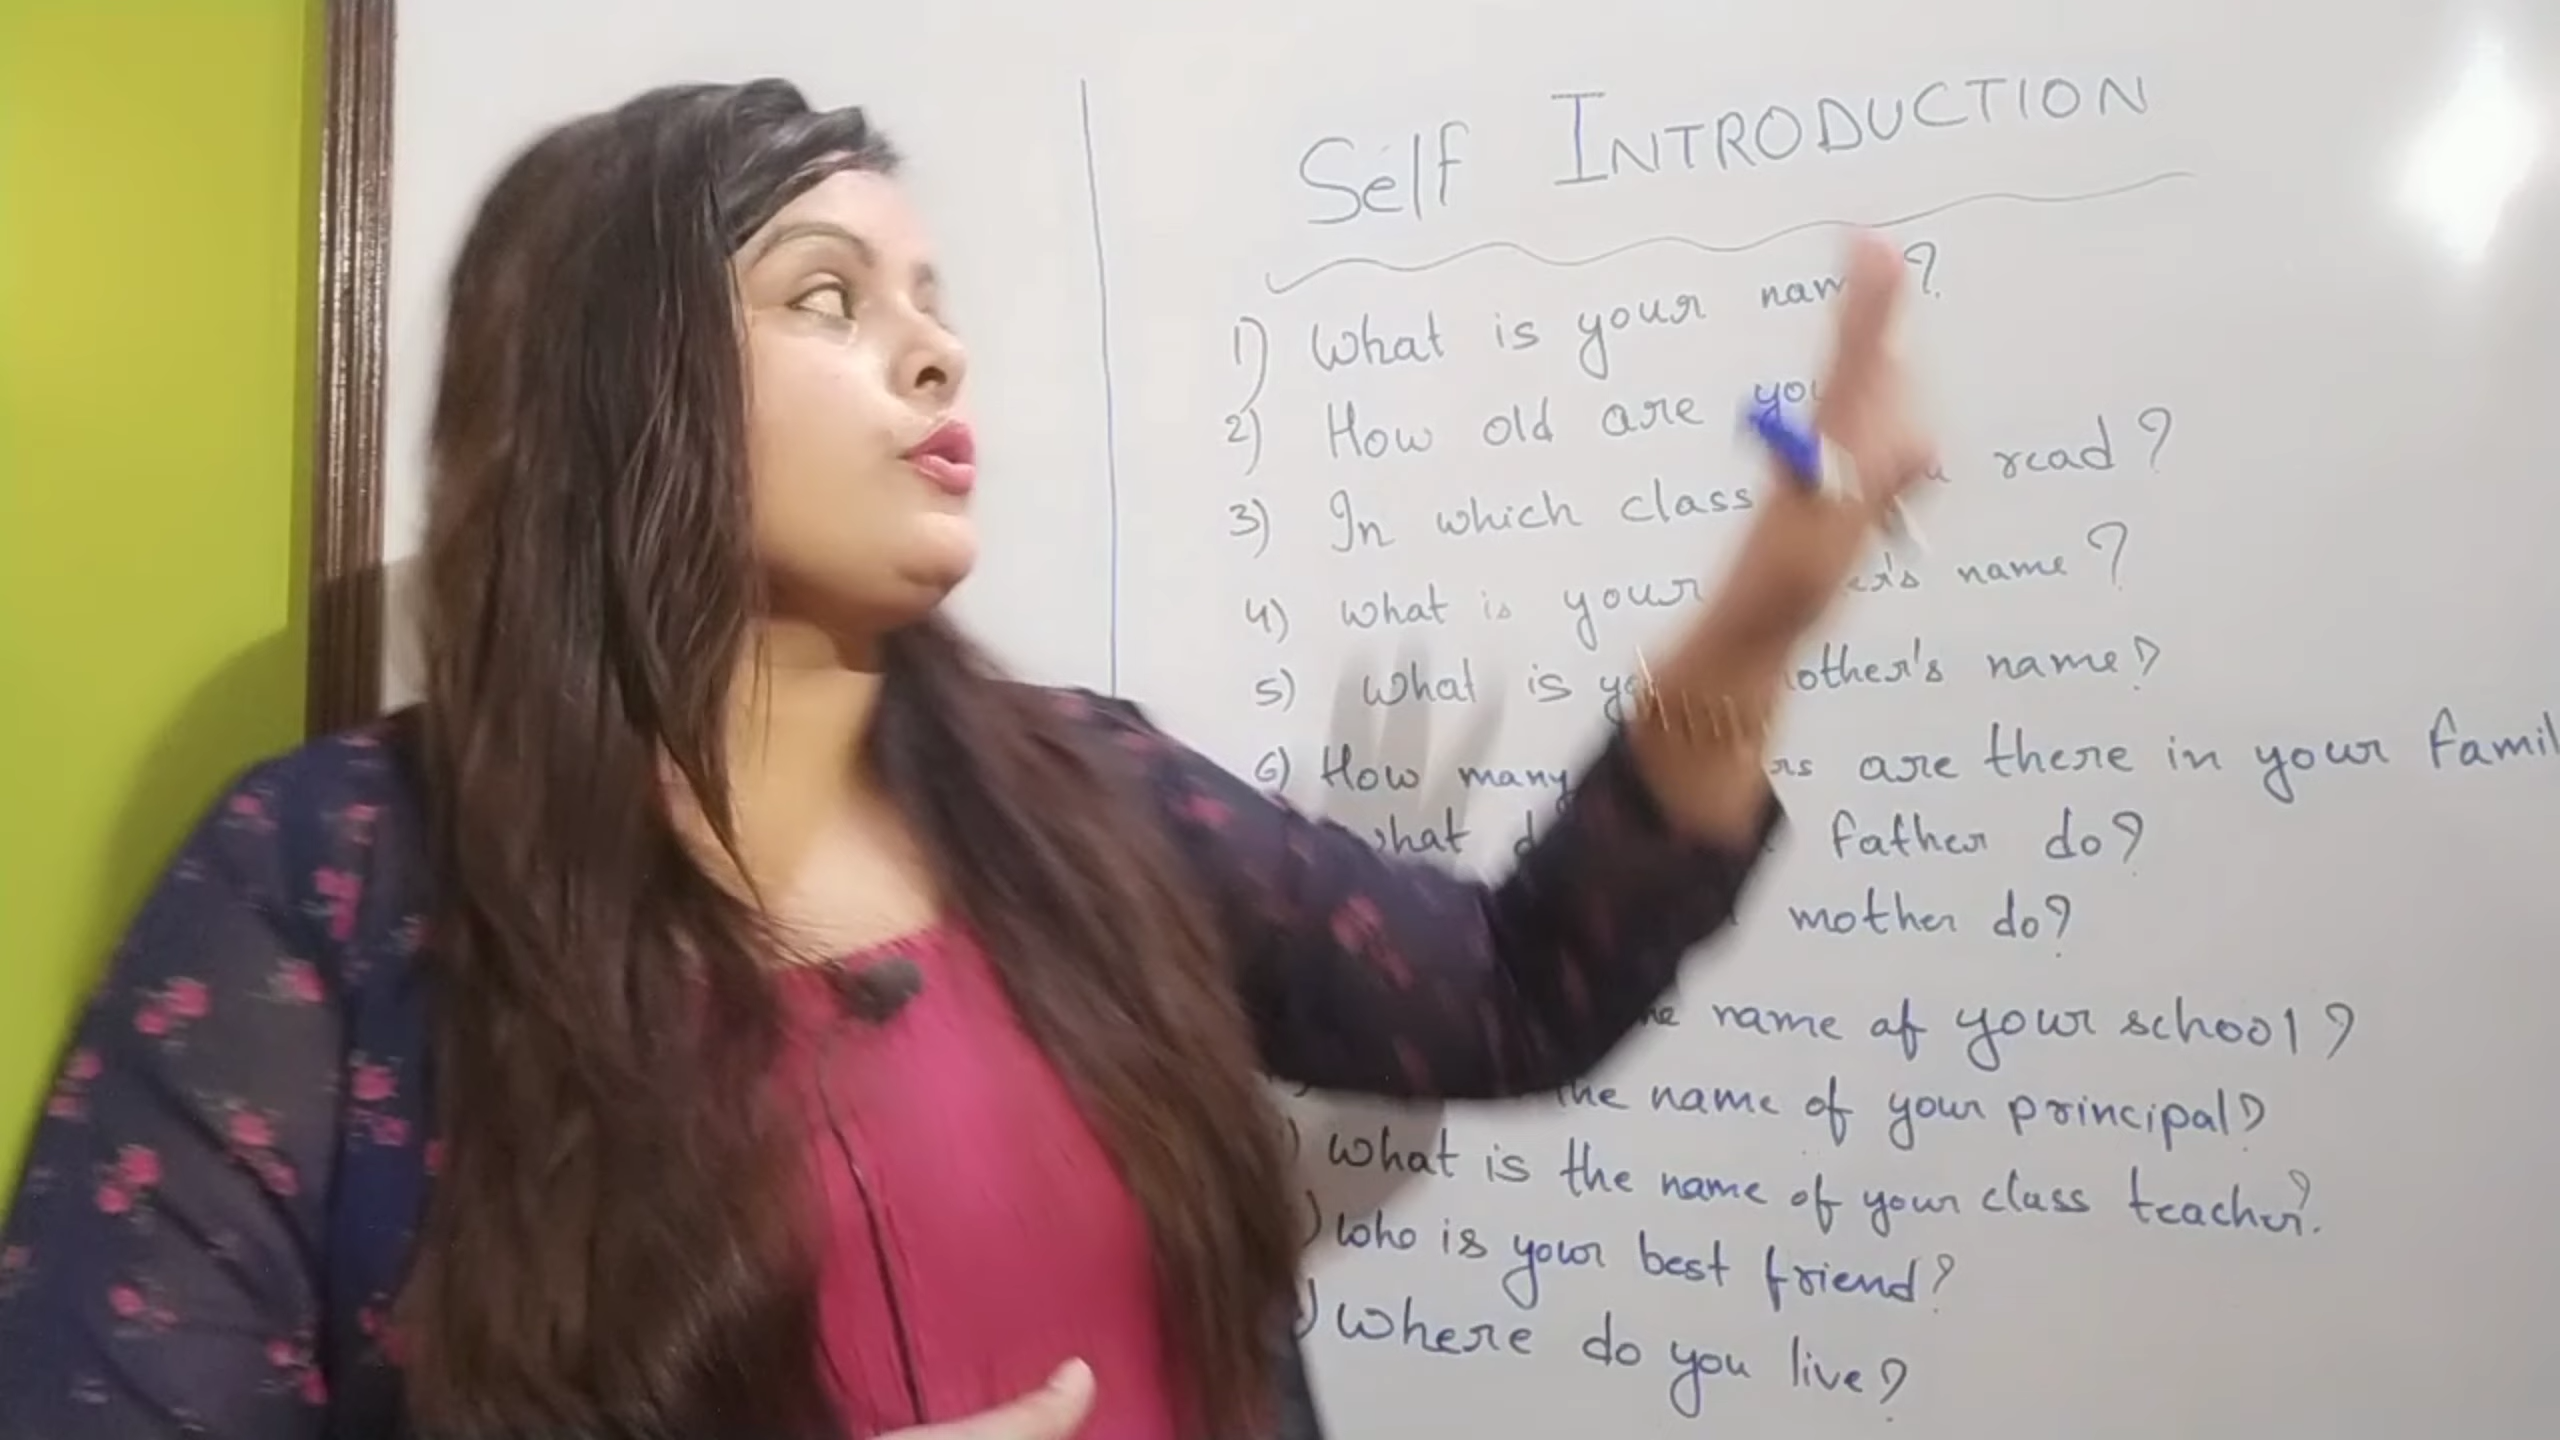 Self INTRODUCTION
1) What is your nam ?
2) How old are you
3) In which class read ?
4) what is your name ?
5) What is name?
6) How many are there in your
What father do?
mother do?
name of your school ?
the name of your principal?
) what is the name of your class teacher?
) who is your best friend?
) Where do you live?